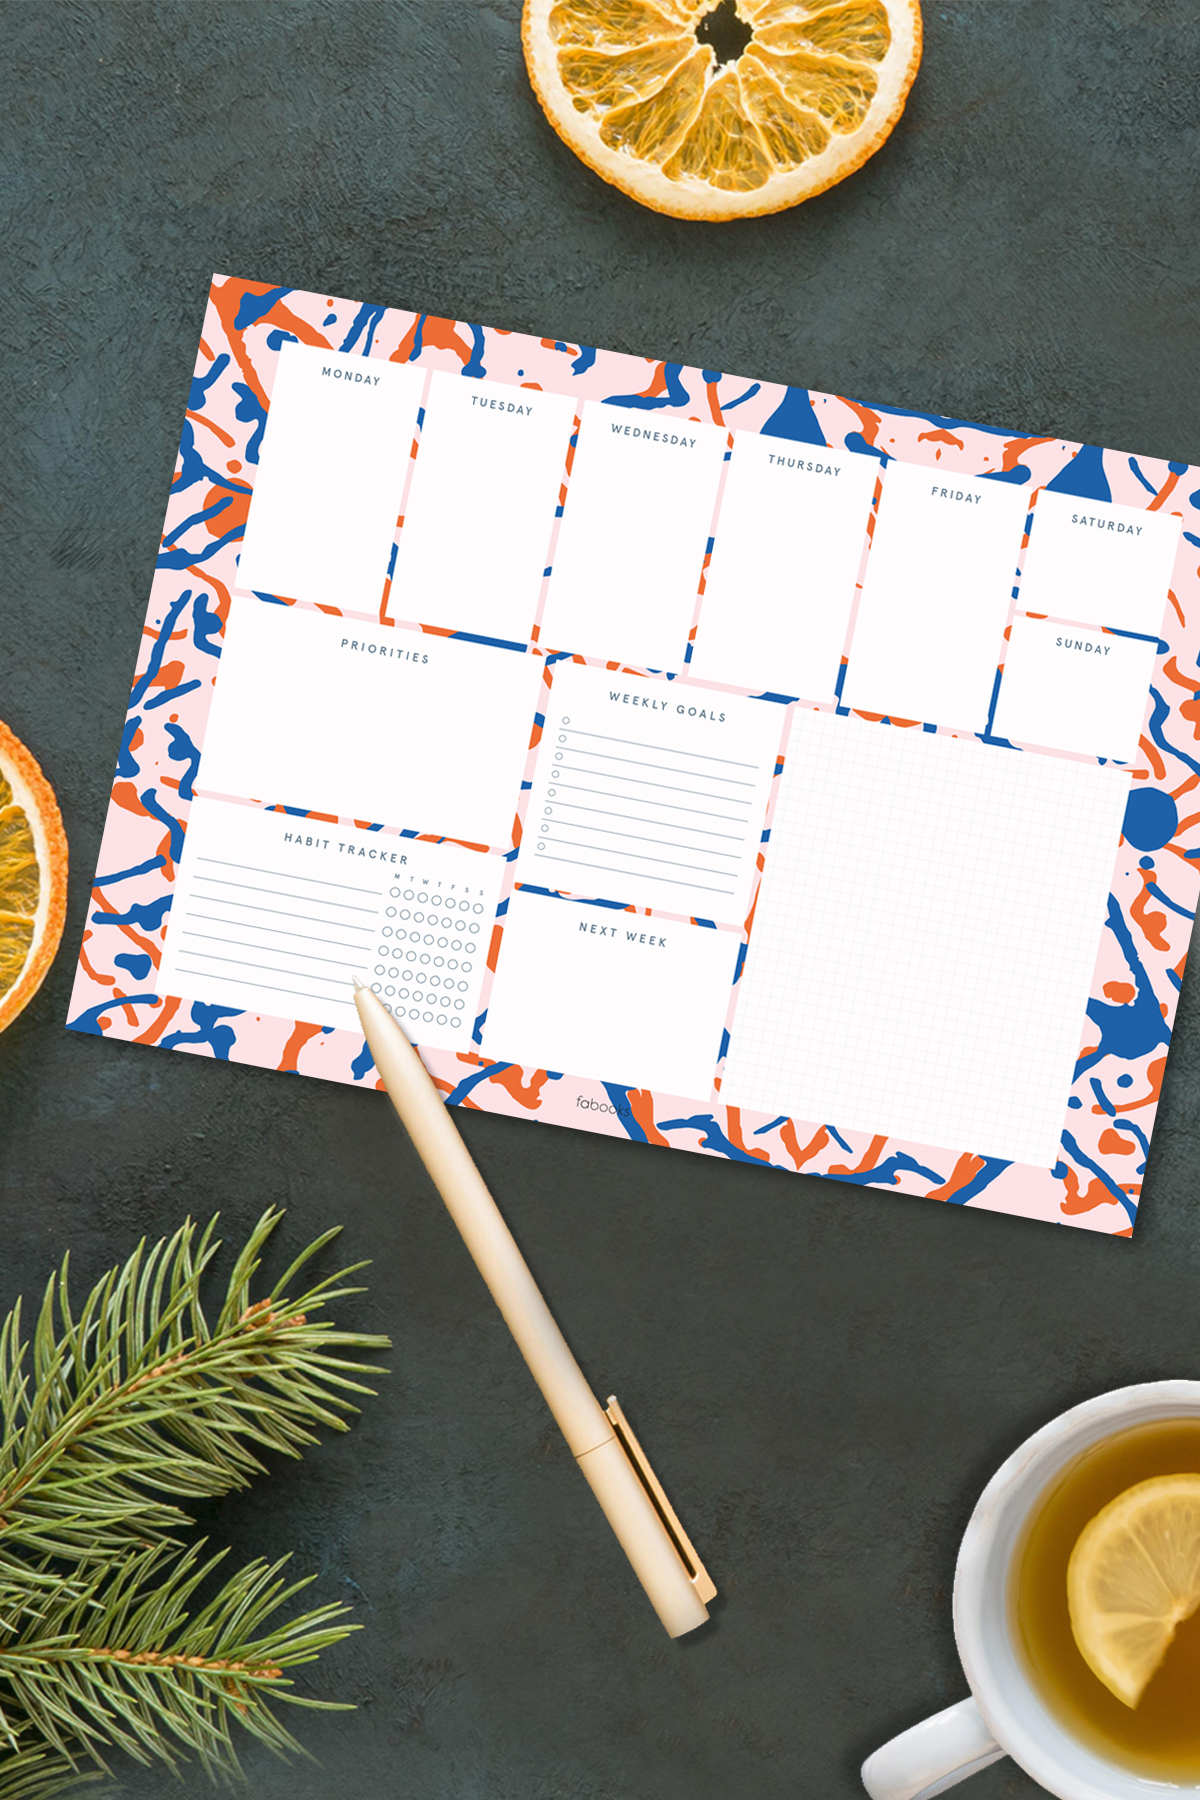 MONDAY
TUESDAY
WEDNESDAY
THURSDAY
FRIDAY
SATURDAY
SUNDAY
PRIORITIES
WEEKLY GOALS
HABIT TRACKER
M T W T F S S
NEXT WEEK
fabooks